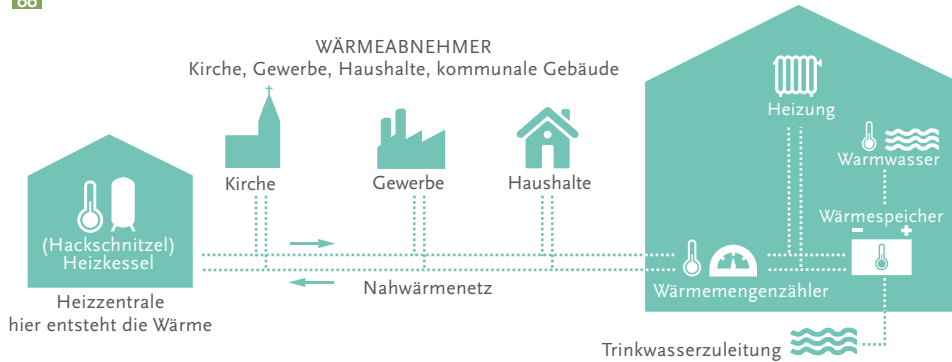 WÄRMEABNEHMER
Kirche, Gewerbe, Haushalte, kommunale Gebäude
Kirche
Gewerbe
Haushalte
(Hackschnitzel)
Heizkessel
Heizzentrale
hier entsteht die Wärme
Nahwärmenetz
Heizung
Warmwasser
Wärmespeicher
- +
Wärmemengenzähler
Trinkwasserzuleitung